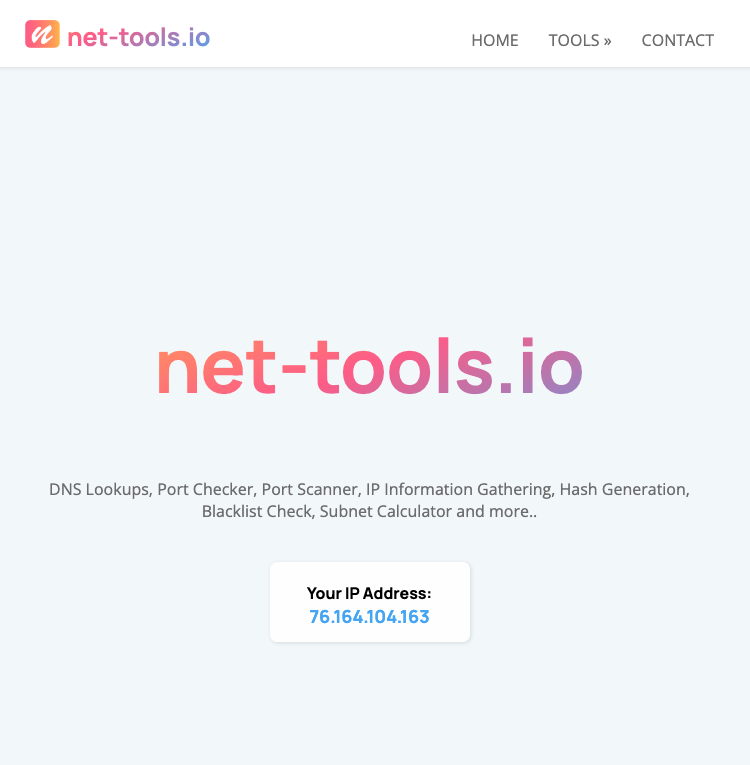 net-tools.io
HOME TOOLS » CONTACT
net-tools.io
DNS Lookups, Port Checker, Port Scanner, IP Information Gathering, Hash Generation,
Blacklist Check, Subnet Calculator and more..
Your IP Address:
76.164.104.163